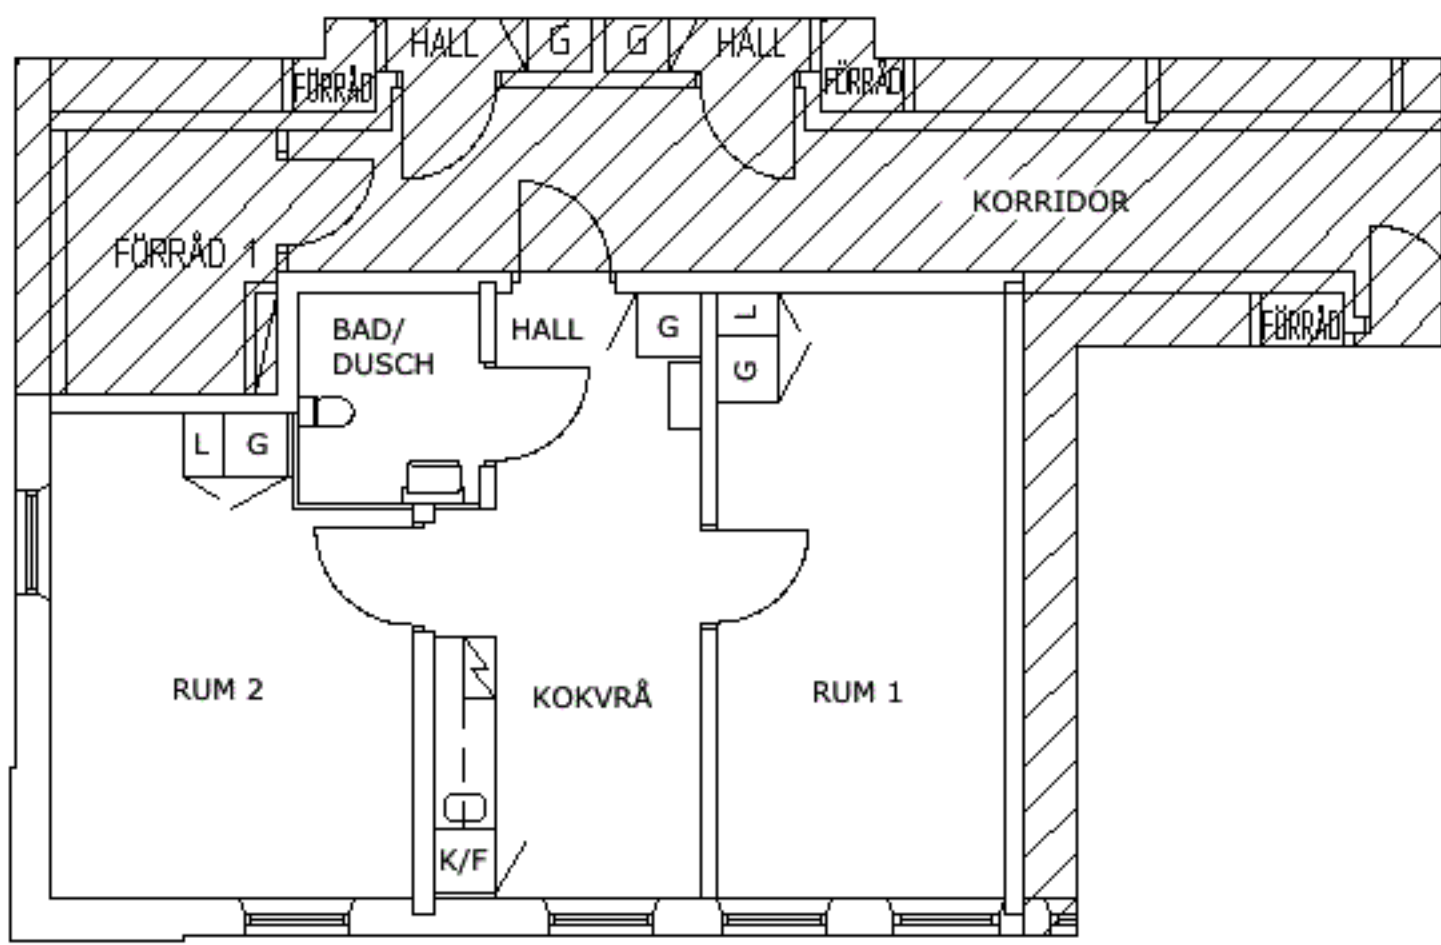 HALL
G
G
HALL
FÖRRÅD
FÖRRÅD
KORRIDOR
FÖRRÅD 1
BAD/
DUSCH
HALL
G
L
G
FÖRRÅD
L
G
RUM 2
KOKVRÅ
RUM 1
K/F